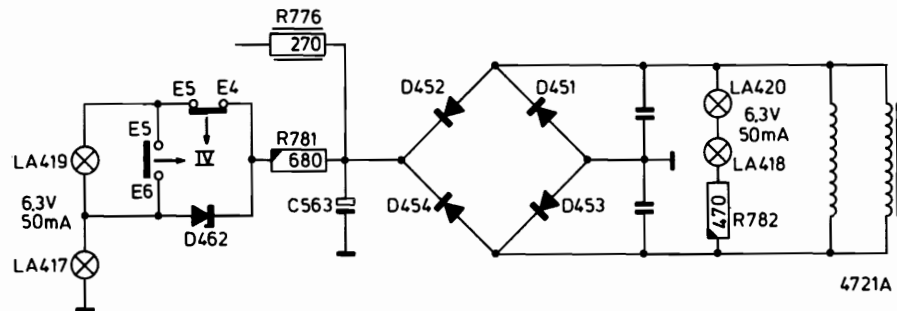 R776
270
E5 E4
E5
IV
E6
LA419
6,3V
50mA
LA417
D462
R781
680
C563
D452
D451
D454
D453
LA420
6,3V
50mA
LA418
470
R782
4721A